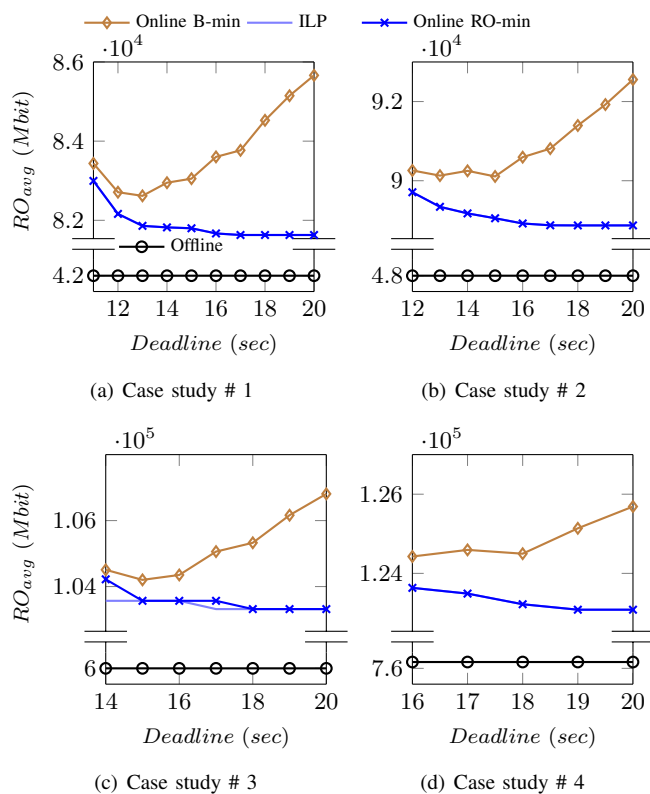 Online B-min ILP Online RO-min
·10^4 ·10^4
8.6
8.4
8.2
4.2
RO_avg (Mbit)
Offline
12 14 16 18 20
Deadline (sec)
(a) Case study # 1
9.2
9
4.8
12 14 16 18 20
Deadline (sec)
(b) Case study # 2
·10^5
1.06
1.04
6
RO_avg (Mbit)
14 16 18 20
Deadline (sec)
(c) Case study # 3
·10^5
1.26
1.24
7.6
16 17 18 19 20
Deadline (sec)
(d) Case study # 4